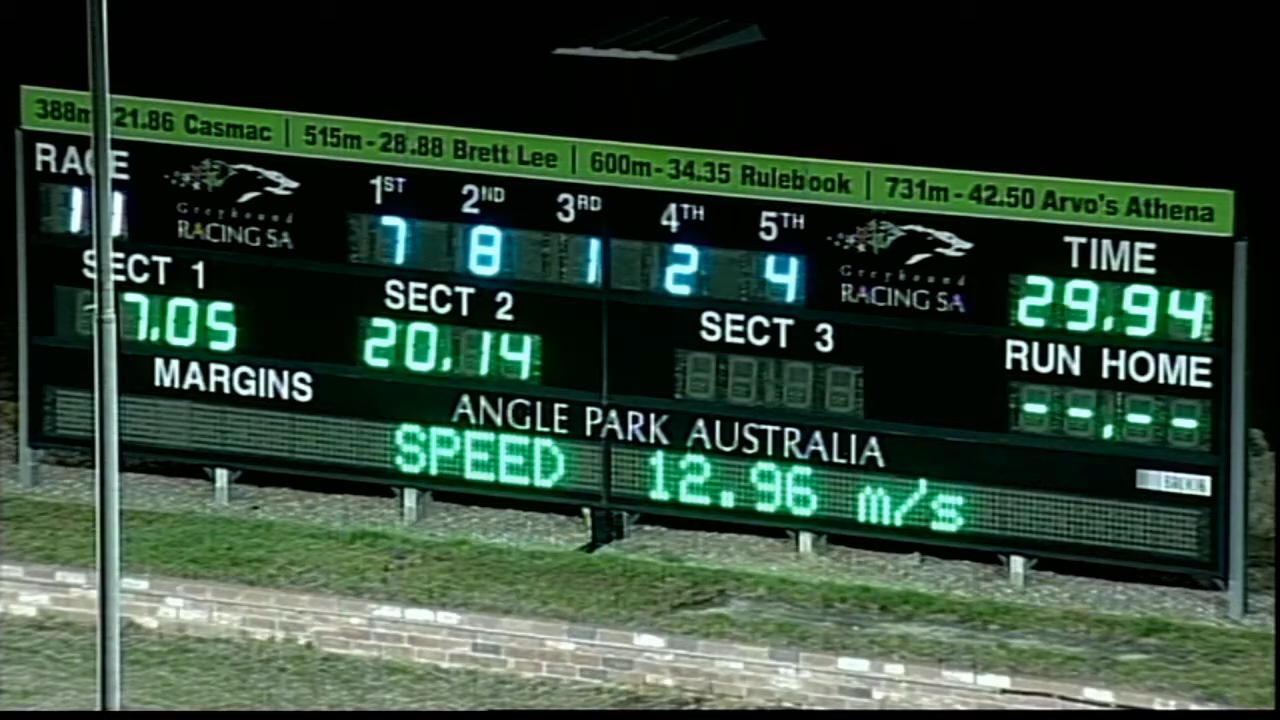 388m-21.86 Casmac | 515m-28.88 Brett Lee | 600m-34.35 Rulebook | 731m-42.50 Arvo's Athena
RACE 1ST 2ND 3RD 4TH 5TH TIME
11 7 8 1 2 4 29.94
Greyhound Greyhound
RACING SA RACING SA
SECT 1 SECT 2 SECT 3 RUN HOME
7.05 20.14 --.--
MARGINS ANGLE PARK AUSTRALIA
SPEED 12.96 m/s